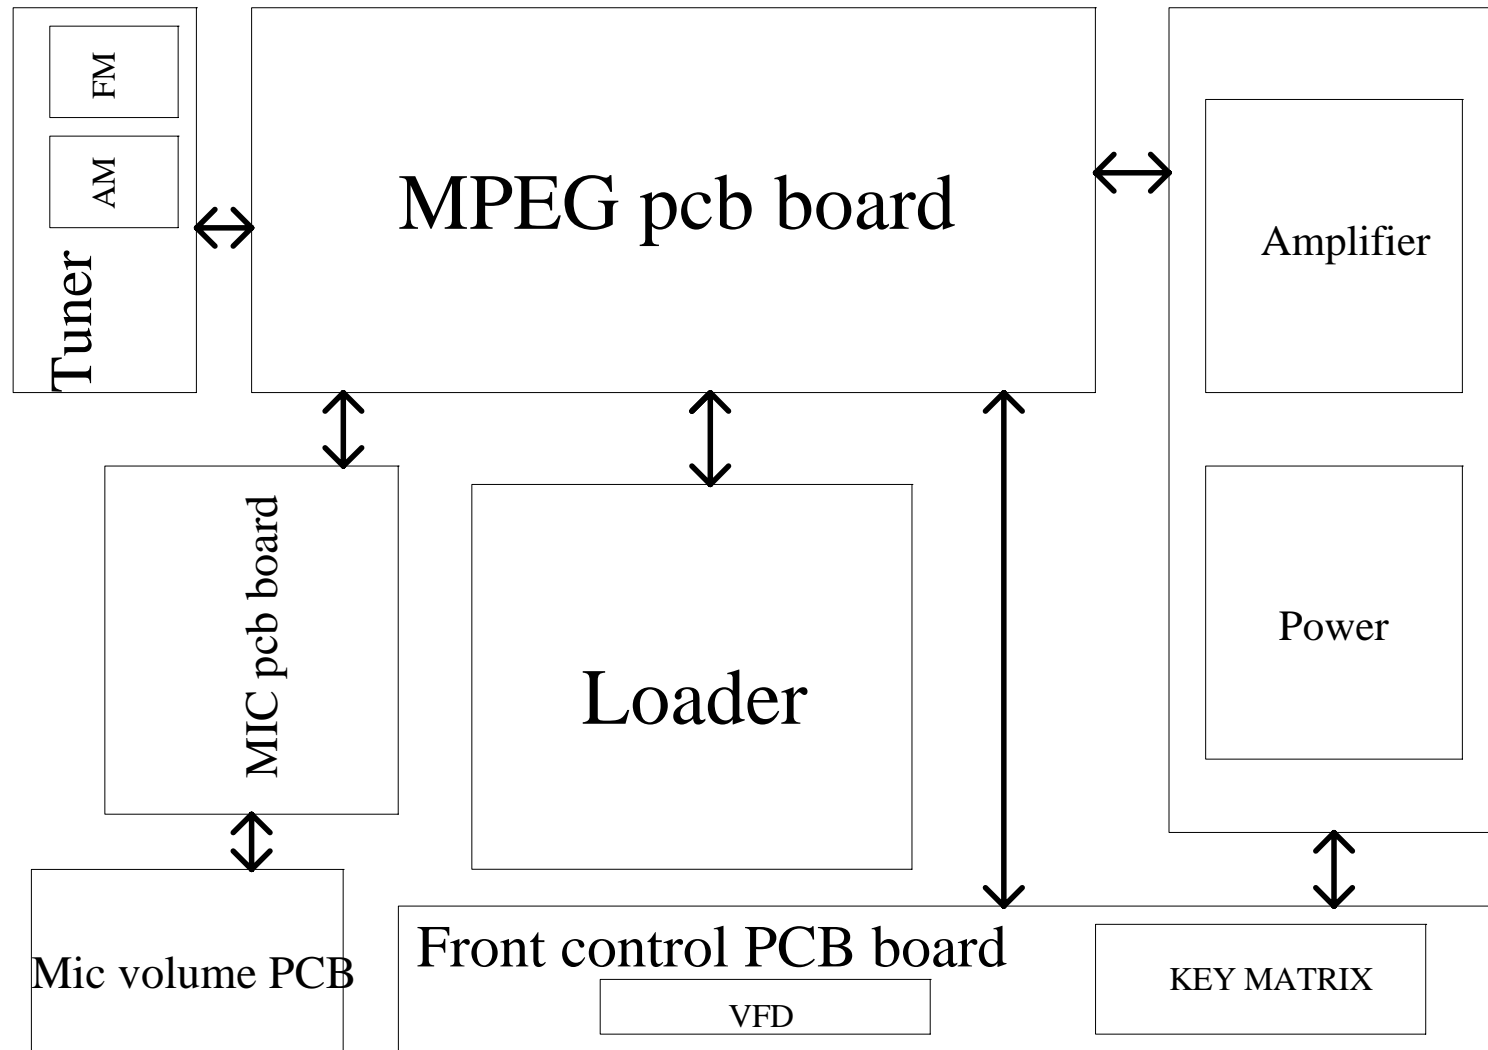 FM
AM
Tuner
MPEG pcb board
Amplifier
MIC pcb board
Loader
Power
Mic volume PCB
Front control PCB board
VFD
KEY MATRIX